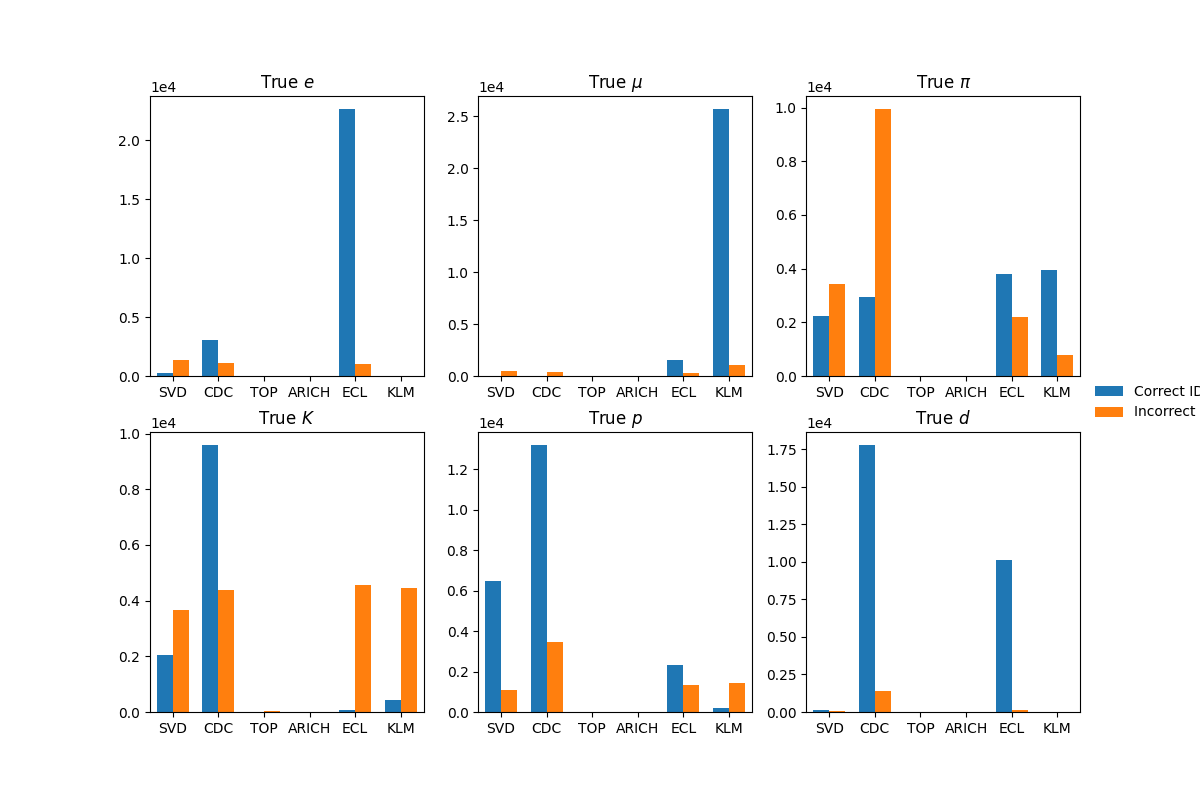 True e
True μ
True π
1e4
1e4
1e4
2.0
1.5
1.0
0.5
0.0
2.5
2.0
1.5
1.0
0.5
0.0
1.0
0.8
0.6
0.4
0.2
0.0
SVD CDC TOP ARICH ECL KLM
SVD CDC TOP ARICH ECL KLM
SVD CDC TOP ARICH ECL KLM
Correct ID
Incorrect
True K
True p
True d
1e4
1e4
1e4
1.0
0.8
0.6
0.4
0.2
0.0
1.2
1.0
0.8
0.6
0.4
0.2
0.0
1.75
1.50
1.25
1.00
0.75
0.50
0.25
0.00
SVD CDC TOP ARICH ECL KLM
SVD CDC TOP ARICH ECL KLM
SVD CDC TOP ARICH ECL KLM